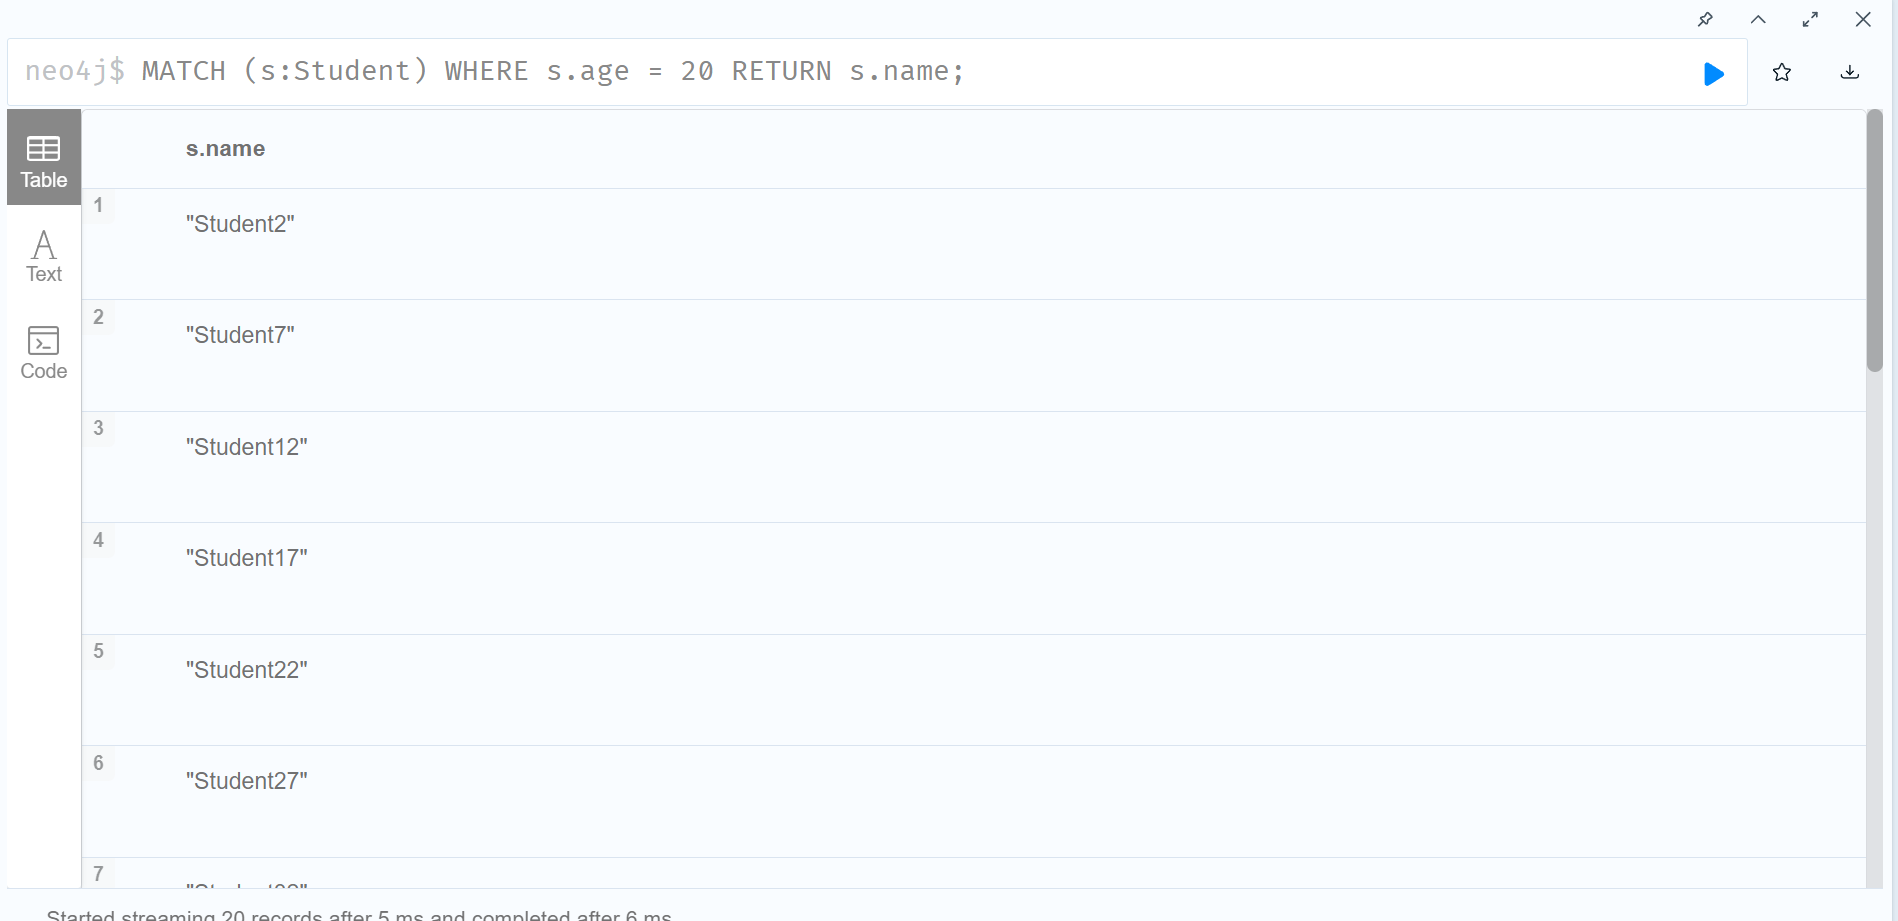 neo4j$ MATCH (s:Student) WHERE s.age = 20 RETURN s.name;
Table
Text
Code
s.name
1
"Student2"
2
"Student7"
3
"Student12"
4
"Student17"
5
"Student22"
6
"Student27"
7
Started streaming 20 records after 5 ms and completed after 6 ms